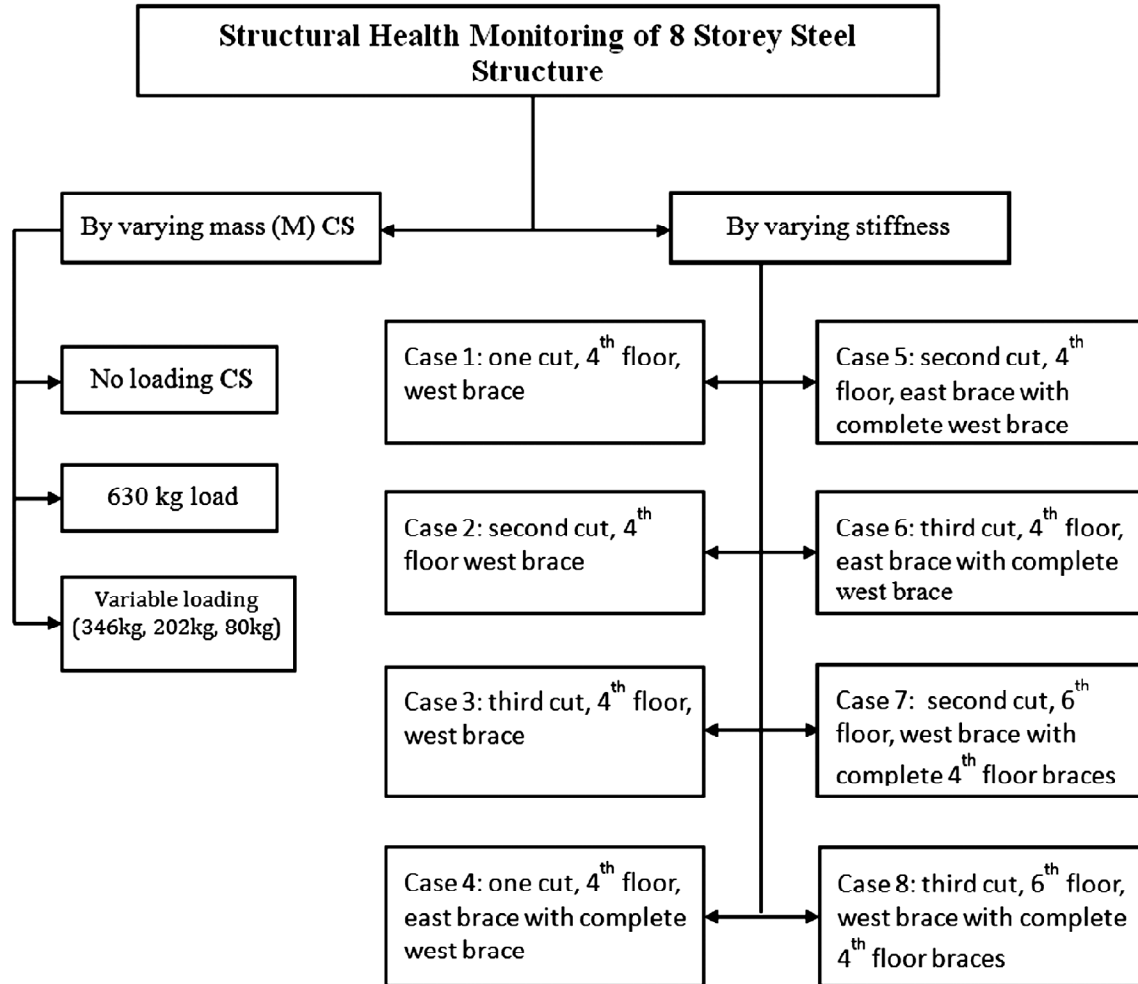 Structural Health Monitoring of 8 Storey Steel
Structure
By varying mass (M) CS
By varying stiffness
No loading CS
630 kg load
Variable loading
(346kg, 202kg, 80kg)
Case 1: one cut, 4th floor,
west brace
Case 2: second cut, 4th
floor west brace
Case 3: third cut, 4th floor,
west brace
Case 4: one cut, 4th floor,
east brace with complete
west brace
Case 5: second cut, 4th
floor, east brace with
complete west brace
Case 6: third cut, 4th floor,
east brace with complete
west brace
Case 7: second cut, 6th
floor, west brace with
complete 4th floor braces
Case 8: third cut, 6th floor,
west brace with complete
4th floor braces